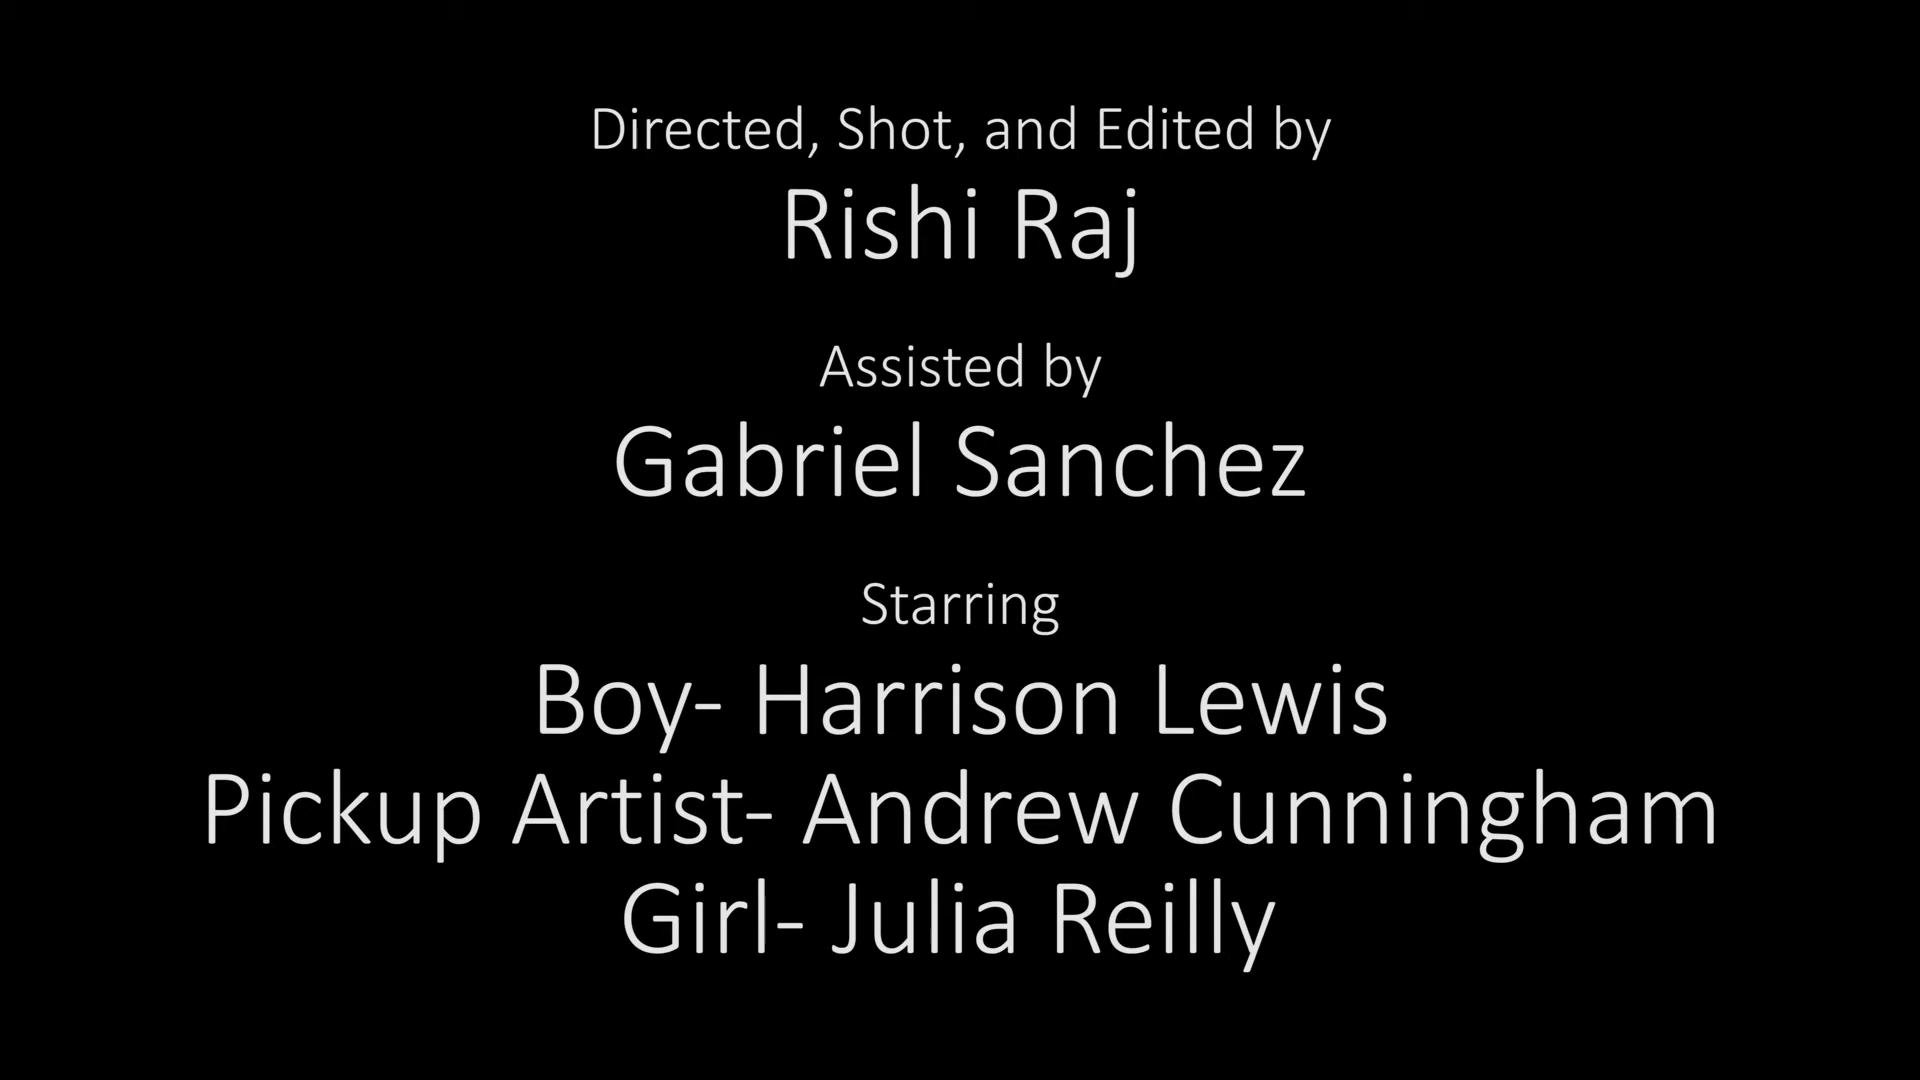 Directed, Shot, and Edited by
Rishi Raj
Assisted by
Gabriel Sanchez
Starring
Boy- Harrison Lewis
Pickup Artist- Andrew Cunningham
Girl- Julia Reilly